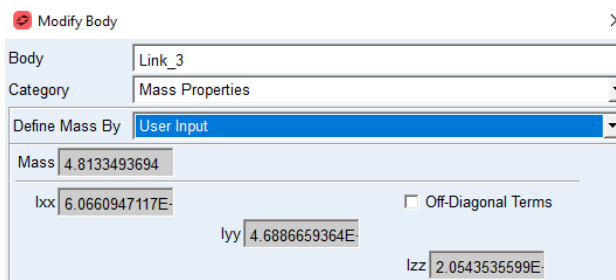 Modify Body
Body Link_3
Category Mass Properties
Define Mass By User Input
Mass 4.8133493694
Ixx 6.0660947117E- Off-Diagonal Terms
Iyy 4.6886659364E-
Izz 2.0543535599E-